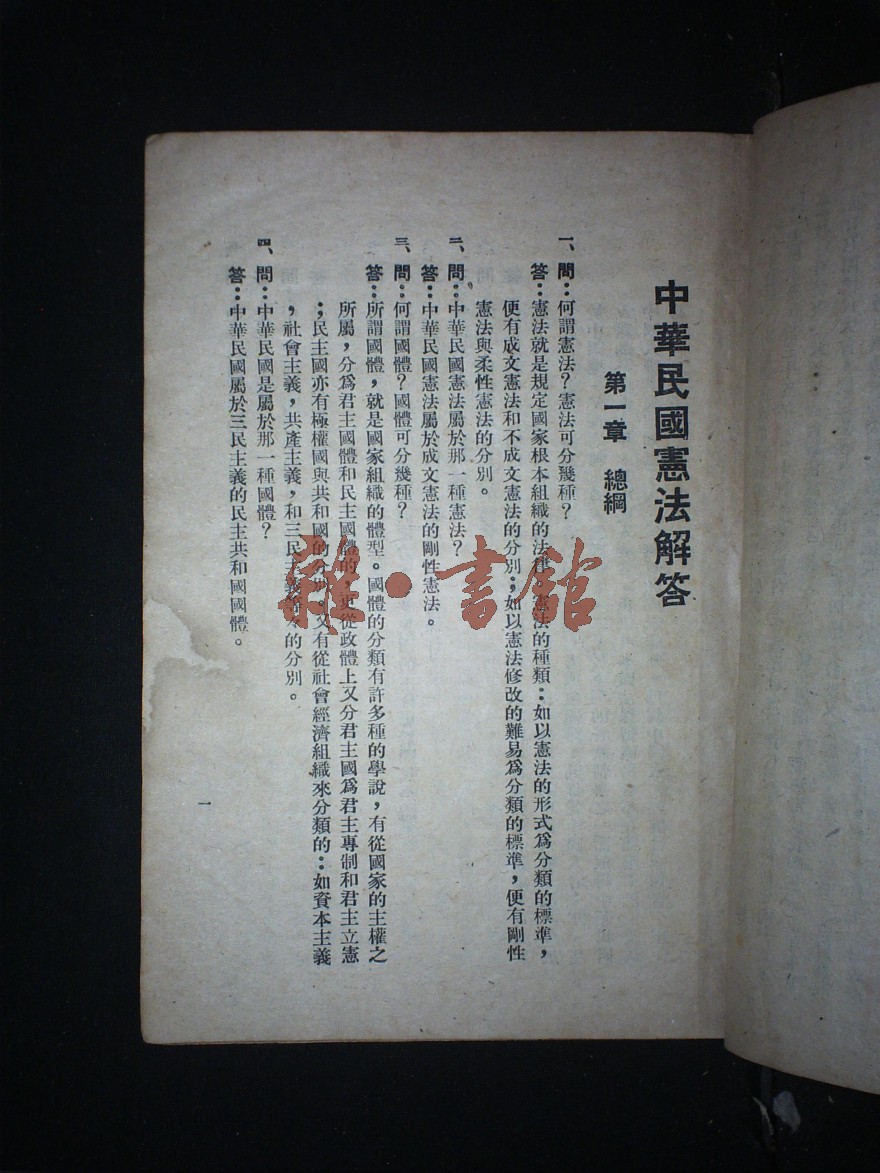 中華民國憲法解答
第一章　總綱
一、問：何謂憲法？憲法可分幾種？
答：憲法就是規定國家根本組織的法律。憲法的種類：如以憲法的形式爲分類的標準，
便有成文憲法和不成文憲法的分別；如以憲法修改的難易爲分類的標準，便有剛性
憲法與柔性憲法的分別。
二、問：中華民國憲法屬於那一種憲法？
答：中華民國憲法屬於成文憲法的剛性憲法。
三、問：何謂國體？國體可分幾種？
答：所謂國體，就是國家組織的體型。國體的分類有許多種的學說，有從國家的主權之
所屬，分爲君主國體和民主國體的，更從政體上又分君主國爲君主專制和君主立憲
；民主國亦有極權國與共和國的分別。又有從社會經濟組織來分類的：如資本主義
，社會主義，共產主義，和三民主義等々的分別。
四、問：中華民國是屬於那一種國體？
答：中華民國屬於三民主義的民主共和國國體。
一
雜·書館